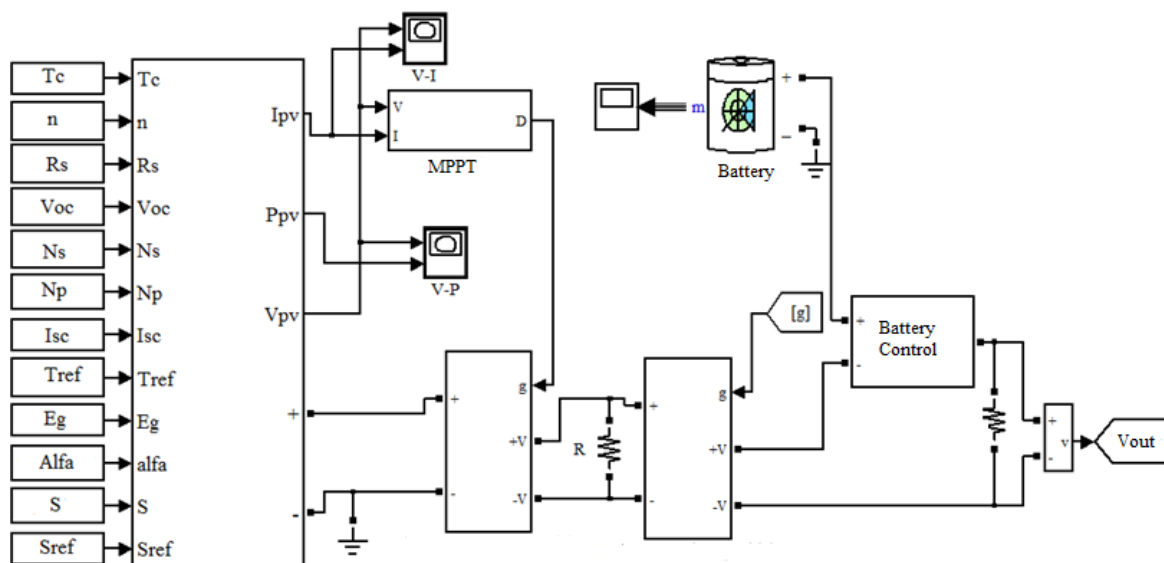 Tc
n
Rs
Voc
Ns
Np
Isc
Tref
Eg
Alfa
S
Sref
Tc
n
Rs
Voc
Ns
Np
Isc
Tref
Eg
alfa
S
Sref
Ipv
Ppv
Vpv
+
-
V-I
V
I
D
MPPT
V-P
m
+
−
Battery
+
-
g
+V
-V
R
+
-
g
+V
-V
[g]
+
-
Battery
Control
+
-
v
Vout